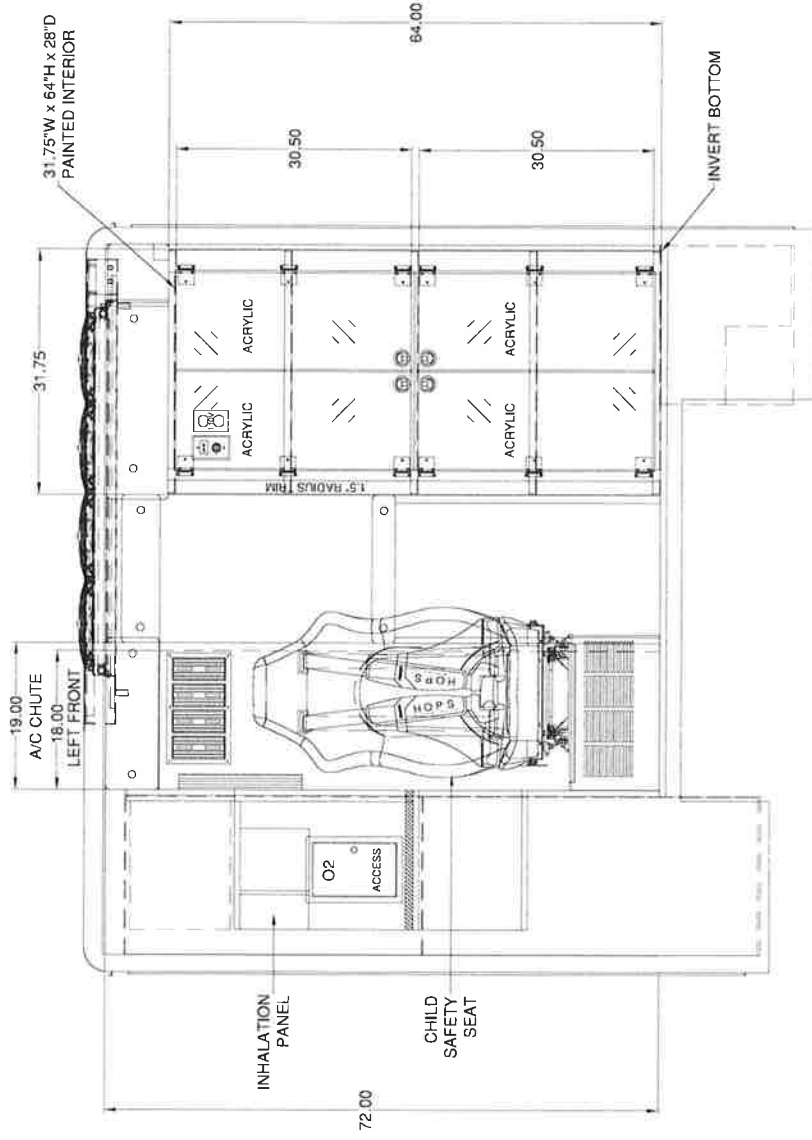 19.00
A/C CHUTE
18.00
LEFT FRONT
31.75
31.75"W x 64"H x 28"D
PAINTED INTERIOR
64.00
30.50
30.50
INVERT BOTTOM
72.00
INHALATION
PANEL
CHILD
SAFETY
SEAT
O2
ACCESS
HOPS
HOPS
1.5" RADIUS TRIM
ACRYLIC
ACRYLIC
ACRYLIC
ACRYLIC